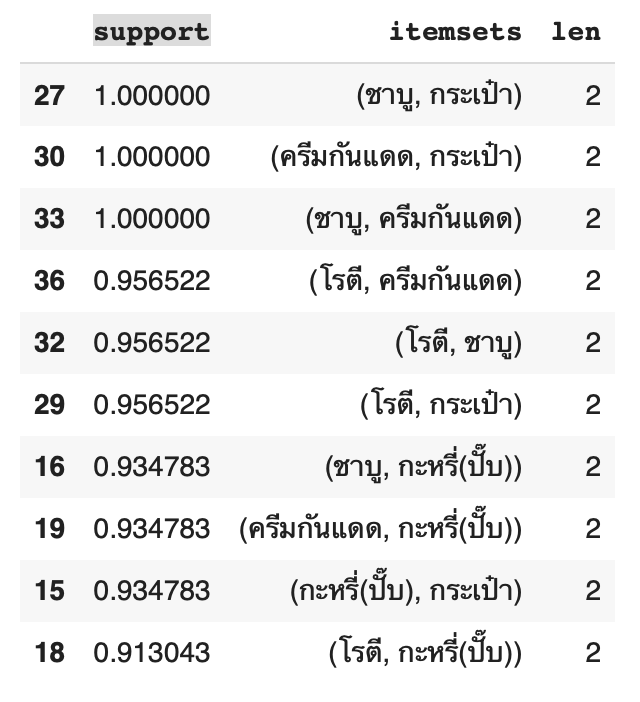 support itemsets len
27 1.000000 (ชาบู, กระเป๋า) 2
30 1.000000 (ครีมกันแดด, กระเป๋า) 2
33 1.000000 (ชาบู, ครีมกันแดด) 2
36 0.956522 (โรตี, ครีมกันแดด) 2
32 0.956522 (โรตี, ชาบู) 2
29 0.956522 (โรตี, กระเป๋า) 2
16 0.934783 (ชาบู, กะหรี่(ปั๊บ)) 2
19 0.934783 (ครีมกันแดด, กะหรี่(ปั๊บ)) 2
15 0.934783 (กะหรี่(ปั๊บ), กระเป๋า) 2
18 0.913043 (โรตี, กะหรี่(ปั๊บ)) 2